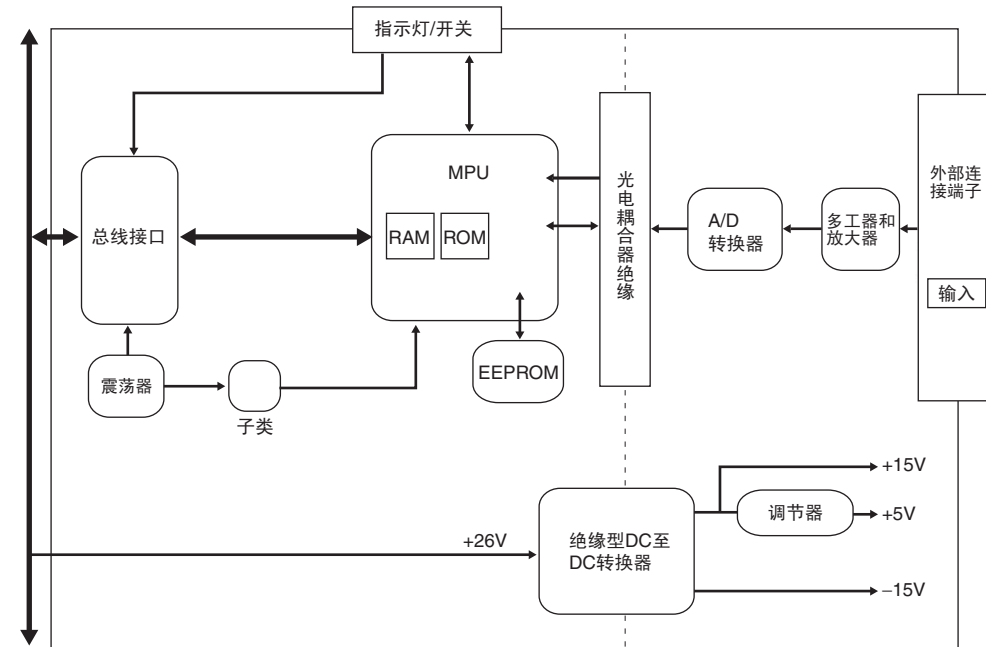 指示灯/开关
MPU
RAM
ROM
总线接口
光电耦合器绝缘
A/D
转换器
多工器和
放大器
外部连
接端子
输入
震荡器
子类
EEPROM
+26V
绝缘型DC至
DC转换器
+15V
调节器
+5V
−15V